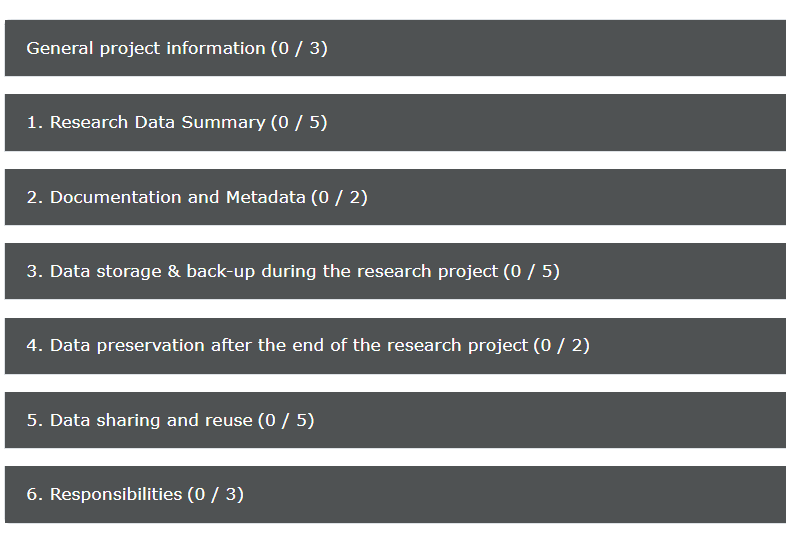 General project information (0 / 3)
1. Research Data Summary (0 / 5)
2. Documentation and Metadata (0 / 2)
3. Data storage & back-up during the research project (0 / 5)
4. Data preservation after the end of the research project (0 / 2)
5. Data sharing and reuse (0 / 5)
6. Responsibilities (0 / 3)